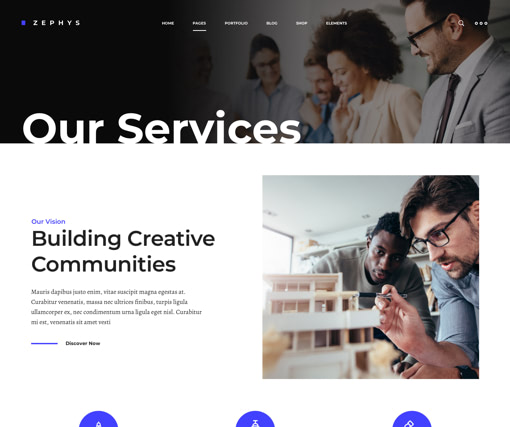 ZEPHYS
HOME PAGES PORTFOLIO BLOG SHOP ELEMENTS
Our Services
Our Vision
Building Creative
Communities
Mauris dapibus justo enim, vitae suscipit magna egestas at.
Curabitur venenatis, massa nec ultrices finibus, turpis ligula
ullamcorper ex, nec condimentum urna ligula eget nisl. Curabitur
mi est, venenatis sit amet vesti
Discover Now